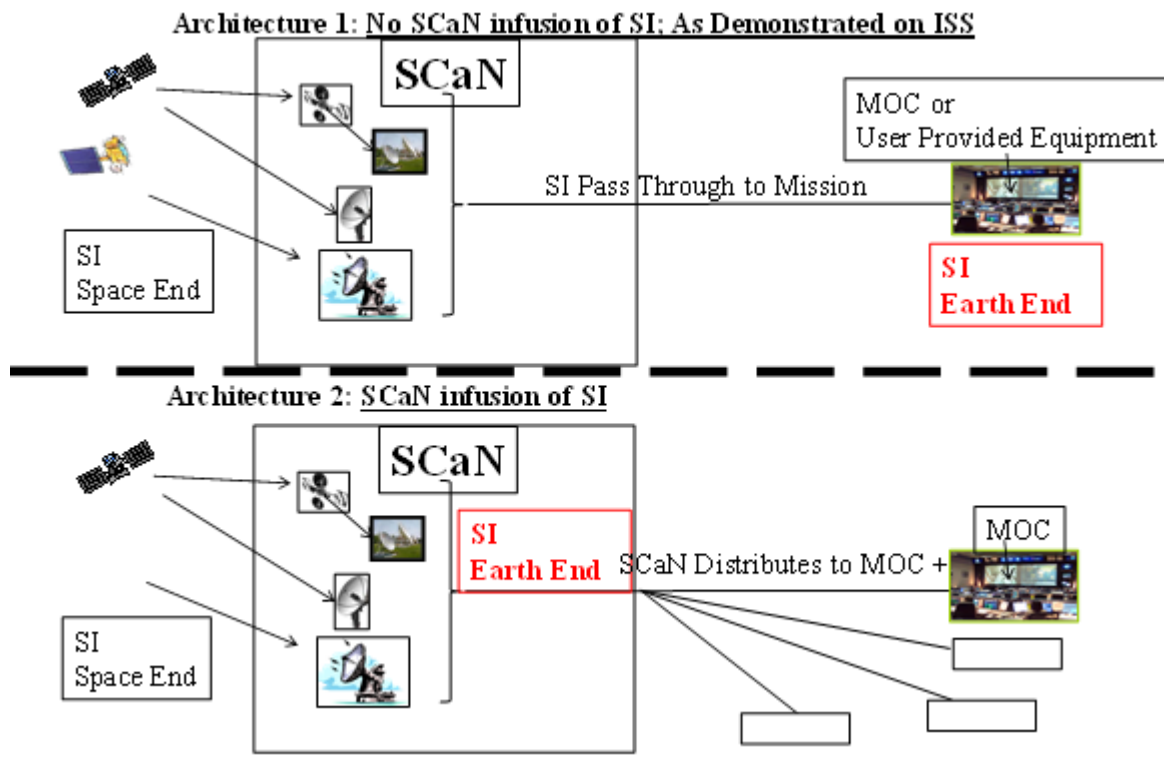 Architecture 1: No SCaN infusion of SI; As Demonstrated on ISS
SCaN
MOC or
User Provided Equipment
SI Pass Through to Mission
SI
Space End
SI
Earth End
Architecture 2: SCaN infusion of SI
SCaN
SI
Earth End
SCaN Distributes to MOC +
MOC
SI
Space End